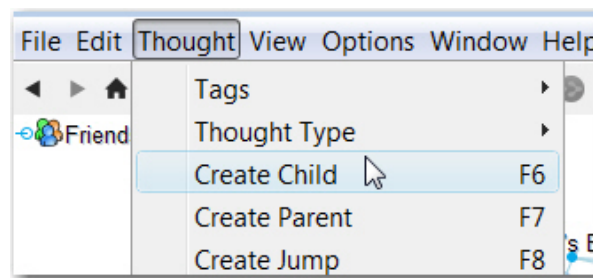 File Edit Thought View Options Window Help
Tags
Friend Thought Type
Create Child F6
Create Parent F7
's B
Create Jump F8